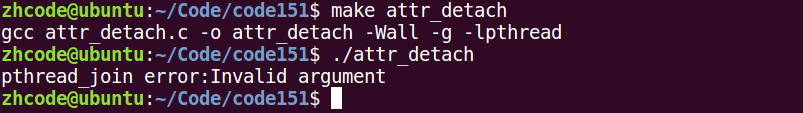 zhcode@ubuntu:~/Code/code151$ make attr_detach
gcc attr_detach.c -o attr_detach -Wall -g -lpthread
zhcode@ubuntu:~/Code/code151$ ./attr_detach
pthread_join error:Invalid argument
zhcode@ubuntu:~/Code/code151$